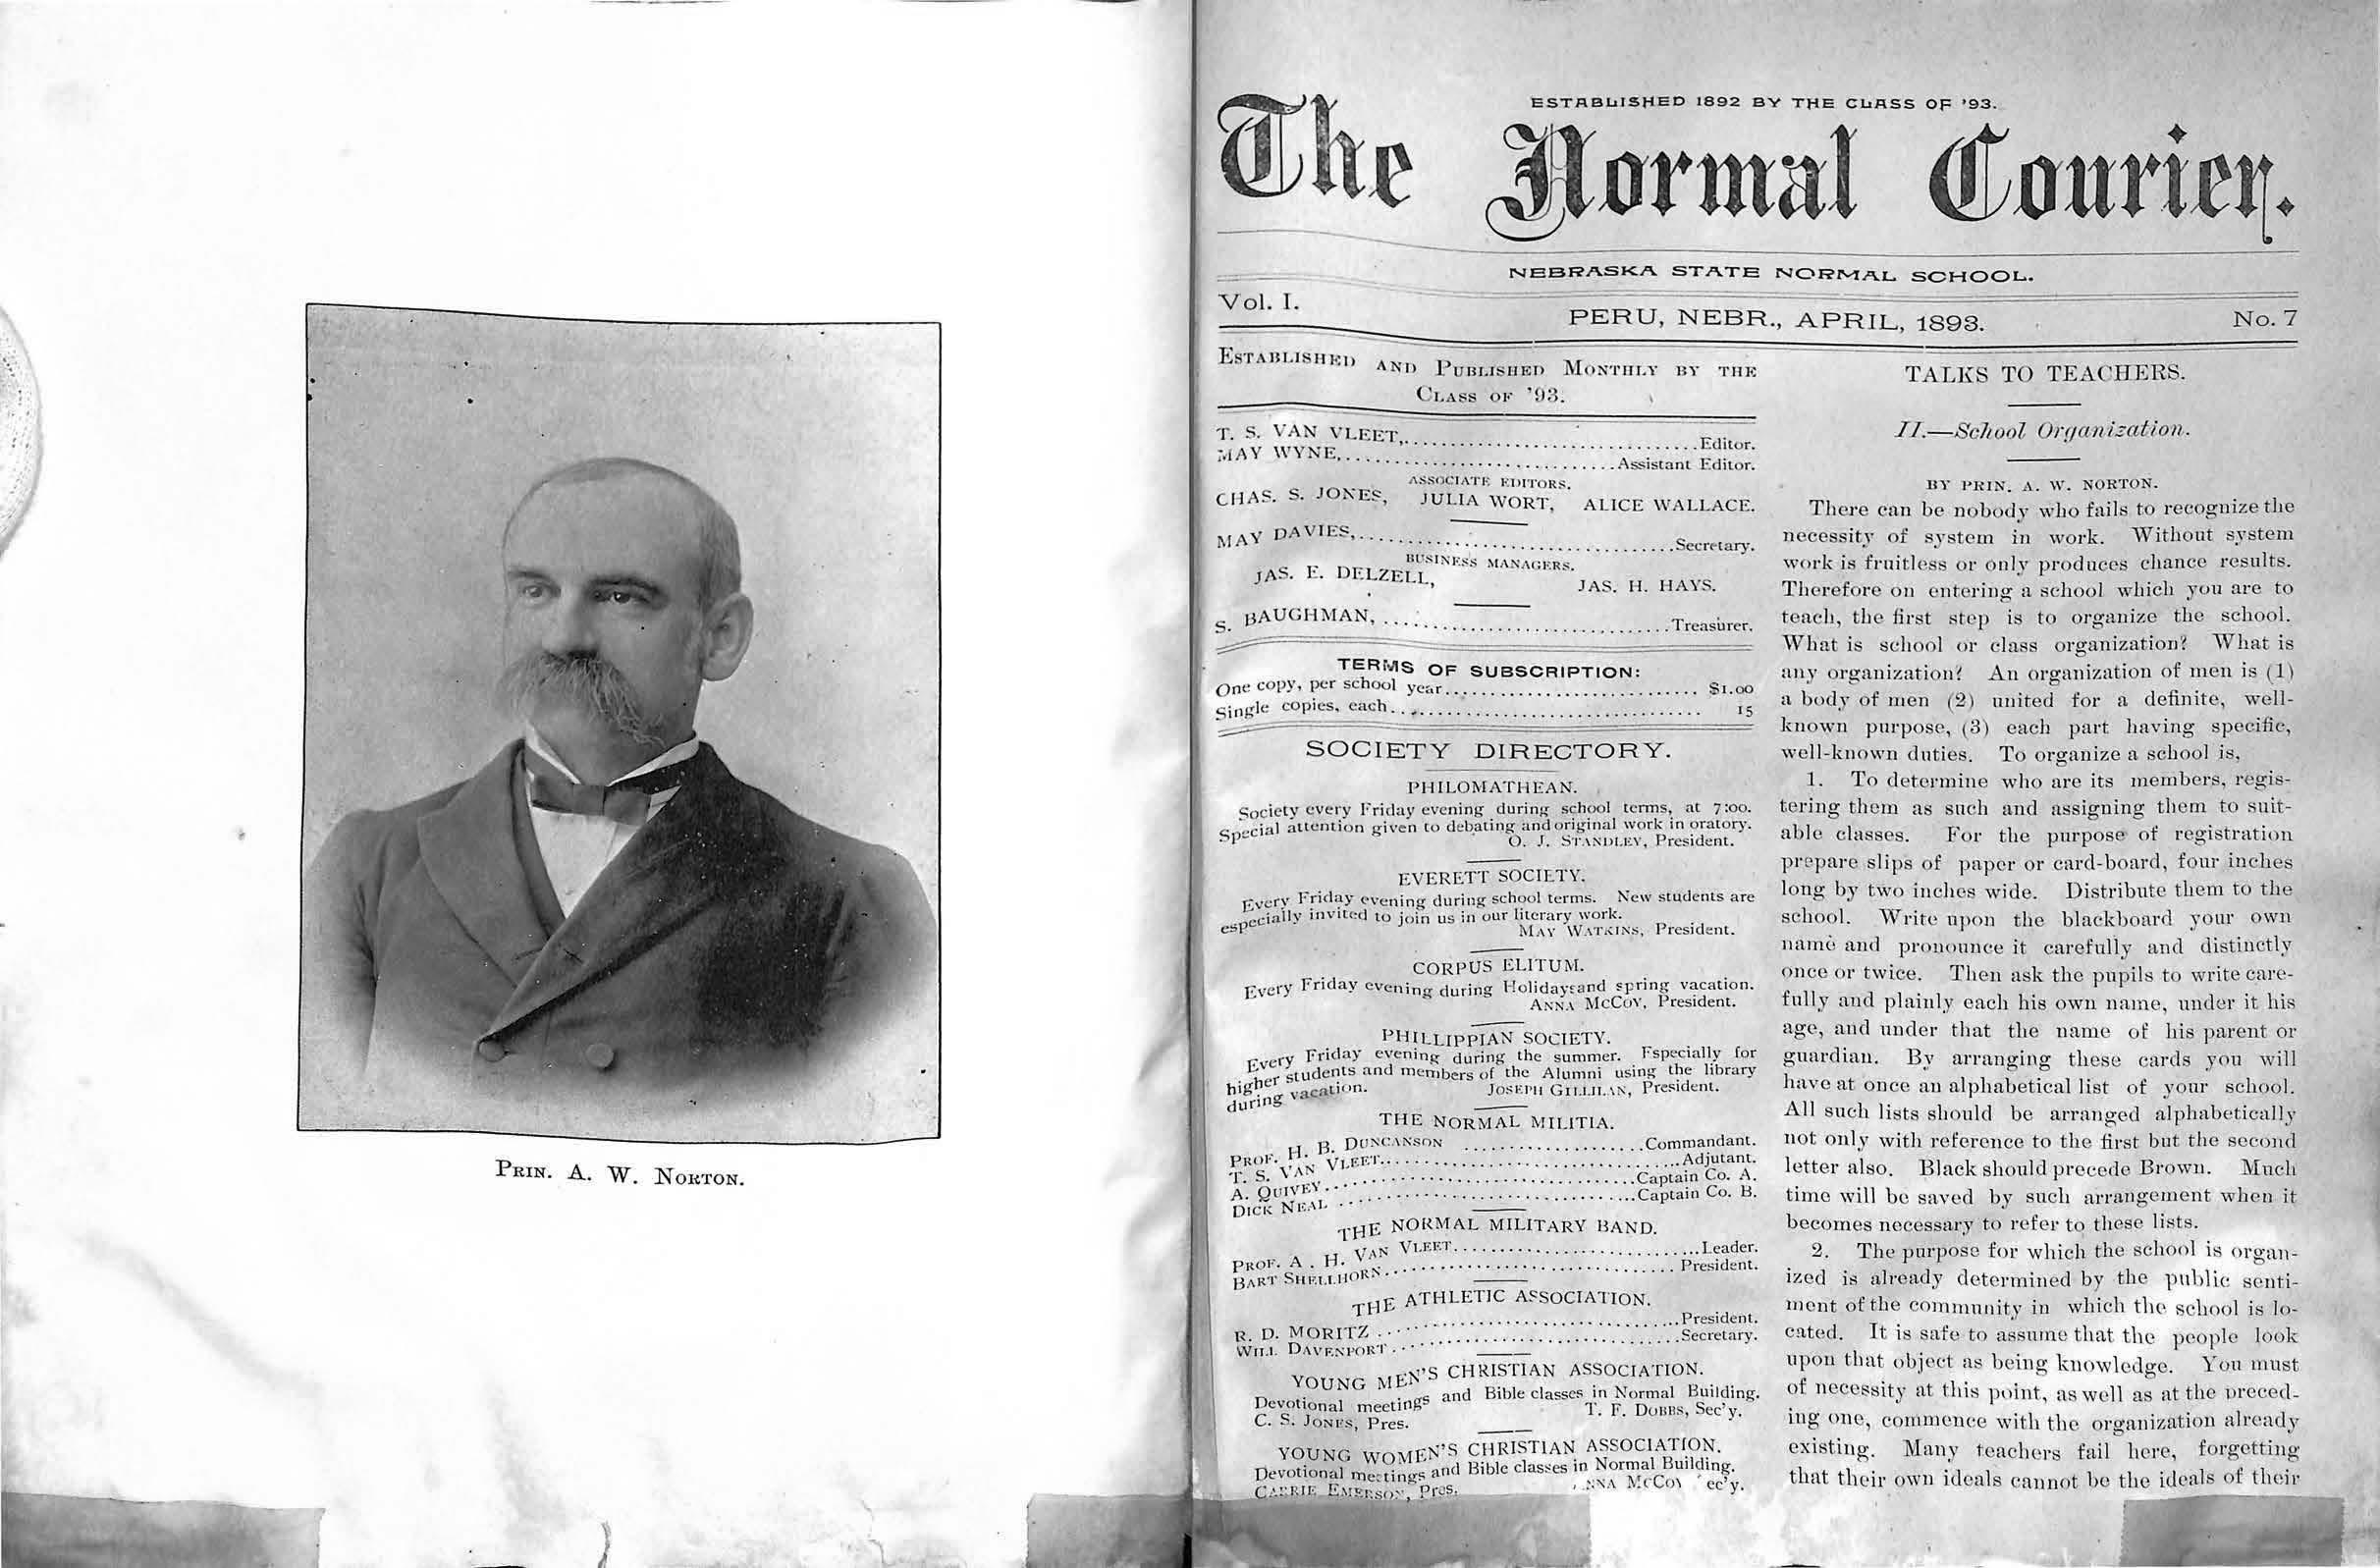 PRIN. A. W. NORTON.
ESTABLISHED 1892 BY THE CLASS OF '93.
The Normal Courier.
NEBRASKA STATE NORMAL SCHOOL.
Vol. I. PERU, NEBR., APRIL, 1893. No. 7
ESTABLISHED AND PUBLISHED MONTHLY BY THE
CLASS OF '93.
T. S. VAN VLEET,..............................Editor.
MAY WYNE,..............................Assistant Editor.
ASSOCIATE EDITORS.
CHAS. S. JONES, JULIA WORT, ALICE WALLACE.
MAY DAVIES,..............................Secretary.
BUSINESS MANAGERS.
JAS. E. DELZELL, JAS. H. HAYS.
S. BAUGHMAN,..............................Treasurer.
TERMS OF SUBSCRIPTION:
One copy, per school year.............................. $1.00
Single copies, each.............................. 15
SOCIETY DIRECTORY.
PHILOMATHEAN.
Society every Friday evening during school terms, at 7:00.
Special attention given to debating and original work in oratory.
O. J. STANDLEY, President.
EVERETT SOCIETY.
Every Friday evening during school terms. New students are
especially invited to join us in our literary work.
MAY WATKINS, President.
CORPUS ELITUM.
Every Friday evening during Holidays and spring vacation.
ANNA MCCOY, President.
PHILLIPPIAN SOCIETY.
Every Friday evening during the summer. Especially for
higher students and members of the Alumni using the library
during vacation. JOSEPH GILLILAN, President.
THE NORMAL MILITIA.
PROF. H. B. DUNCANSON ....................Commandant.
T. S. VAN VLEET..............................Adjutant.
A. QUIVEY..............................Captain Co. A.
DICK NEAL ..............................Captain Co. B.
THE NORMAL MILITARY BAND.
PROF. A . H. VAN VLEET..............................Leader.
BART SHELLHORN.............................. President.
THE ATHLETIC ASSOCIATION.
R. D. MORITZ ..............................President.
WILL DAVENPORT..............................Secretary.
YOUNG MEN'S CHRISTIAN ASSOCIATION.
Devotional meetings and Bible classes in Normal Building.
C. S. JONES, Pres. T. F. DOBBS, Sec'y.
YOUNG WOMEN'S CHRISTIAN ASSOCIATION.
Devotional meetings and Bible classes in Normal Building.
CARRIE EMERSON, Pres. MCCOY
TALKS TO TEACHERS.
II.—School Organization.
BY PRIN. A. W. NORTON.
There can be nobody who fails to recognize the
necessity of system in work. Without system
work is fruitless or only produces chance results.
Therefore on entering a school which you are to
teach, the first step is to organize the school.
What is school or class organization? What is
any organization? An organization of men is (1)
a body of men (2) united for a definite, well-
known purpose, (3) each part having specific,
well-known duties. To organize a school is,
1. To determine who are its members, regis-
tering them as such and assigning them to suit-
able classes. For the purpose of registration
prepare slips of paper or card-board, four inches
long by two inches wide. Distribute them to the
school. Write upon the blackboard your own
name and pronounce it carefully and distinctly
once or twice. Then ask the pupils to write care-
fully and plainly each his own name, under it his
age, and under that the name of his parent or
guardian. By arranging these cards you will
have at once an alphabetical list of your school.
All such lists should be arranged alphabetically
not only with reference to the first but the second
letter also. Black should precede Brown. Much
time will be saved by such arrangement when it
becomes necessary to refer to these lists.
2. The purpose for which the school is organ-
ized is already determined by the public senti-
ment of the community in which the school is lo-
cated. It is safe to assume that the people look
upon that object as being knowledge. You must
of necessity at this point, as well as at the preced-
ing one, commence with the organization already
existing. Many teachers fail here, forgetting
that their own ideals cannot be the ideals of their